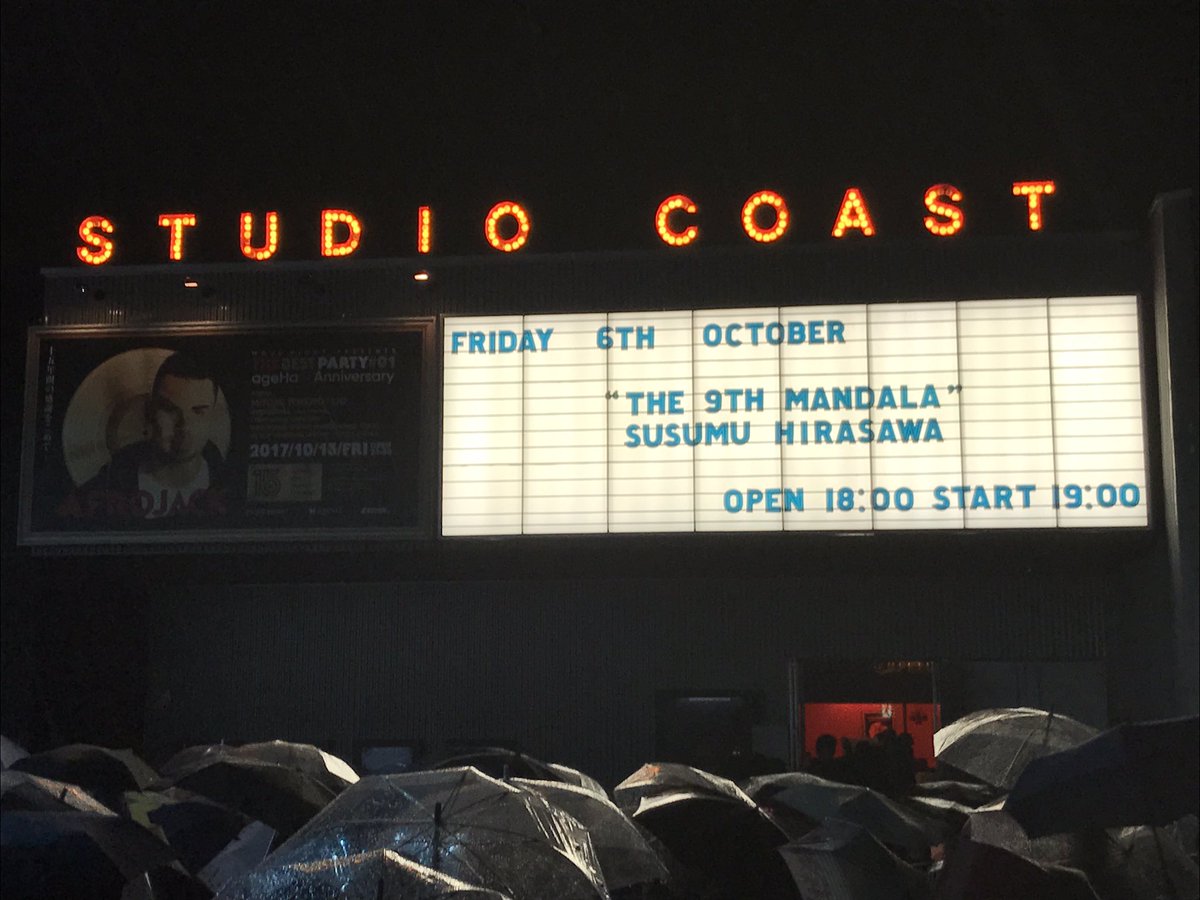 STUDIO COAST
FRIDAY 6TH OCTOBER
"THE 9TH MANDALA"
SUSUMU HIRASAWA
OPEN 18:00 START 19:00
PARTY#01
ageHa Anniversary
2017/10/13/FRI
AFROJACK